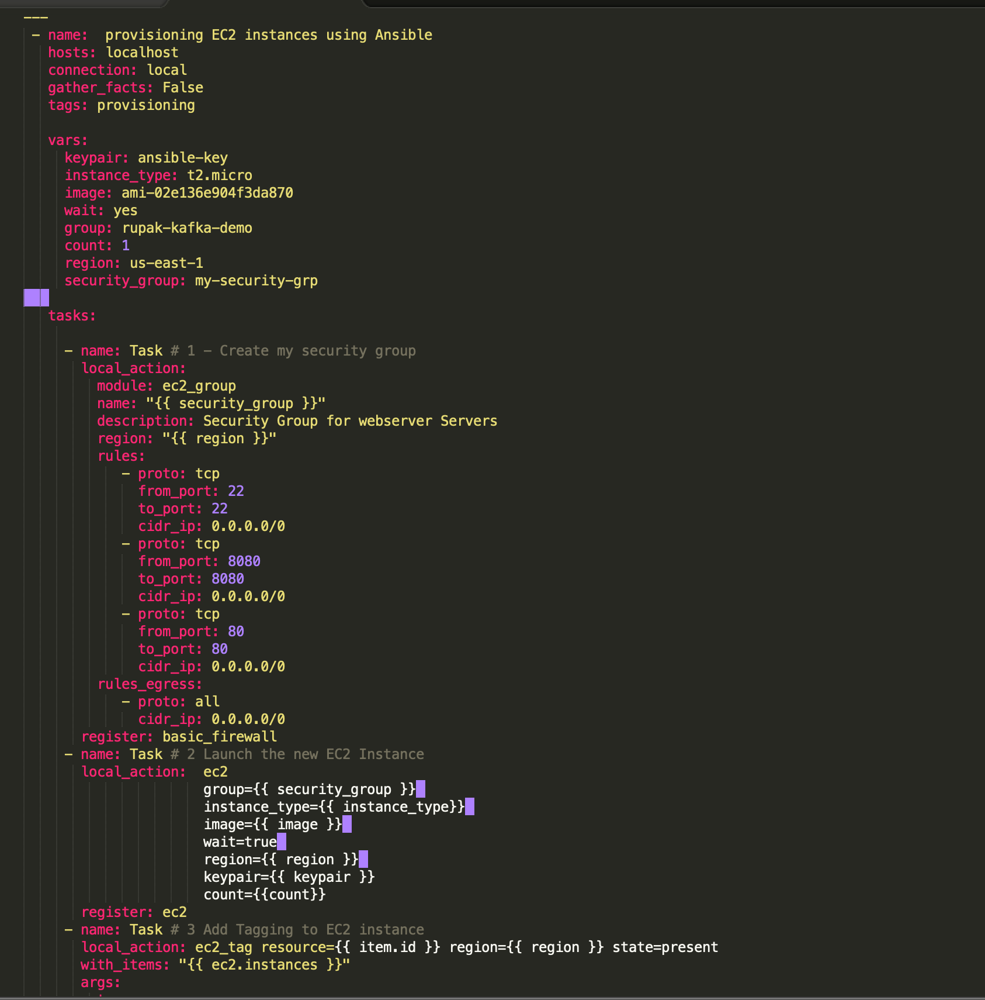 ---
 - name:  provisioning EC2 instances using Ansible
   hosts: localhost
   connection: local
   gather_facts: False
   tags: provisioning

   vars:
     keypair: ansible-key
     instance_type: t2.micro
     image: ami-02e136e904f3da870
     wait: yes
     group: rupak-kafka-demo
     count: 1
     region: us-east-1
     security_group: my-security-grp

   tasks:

     - name: Task # 1 - Create my security group
       local_action:
         module: ec2_group
         name: "{{ security_group }}"
         description: Security Group for webserver Servers
         region: "{{ region }}"
         rules:
            - proto: tcp
              from_port: 22
              to_port: 22
              cidr_ip: 0.0.0.0/0
            - proto: tcp
              from_port: 8080
              to_port: 8080
              cidr_ip: 0.0.0.0/0
            - proto: tcp
              from_port: 80
              to_port: 80
              cidr_ip: 0.0.0.0/0
         rules_egress:
            - proto: all
              cidr_ip: 0.0.0.0/0
       register: basic_firewall
     - name: Task # 2 Launch the new EC2 Instance
       local_action:  ec2
                      group={{ security_group }}
                      instance_type={{ instance_type}}
                      image={{ image }}
                      wait=true
                      region={{ region }}
                      keypair={{ keypair }}
                      count={{count}}
       register: ec2
     - name: Task # 3 Add Tagging to EC2 instance
       local_action: ec2_tag resource={{ item.id }} region={{ region }} state=present
       with_items: "{{ ec2.instances }}"
       args: